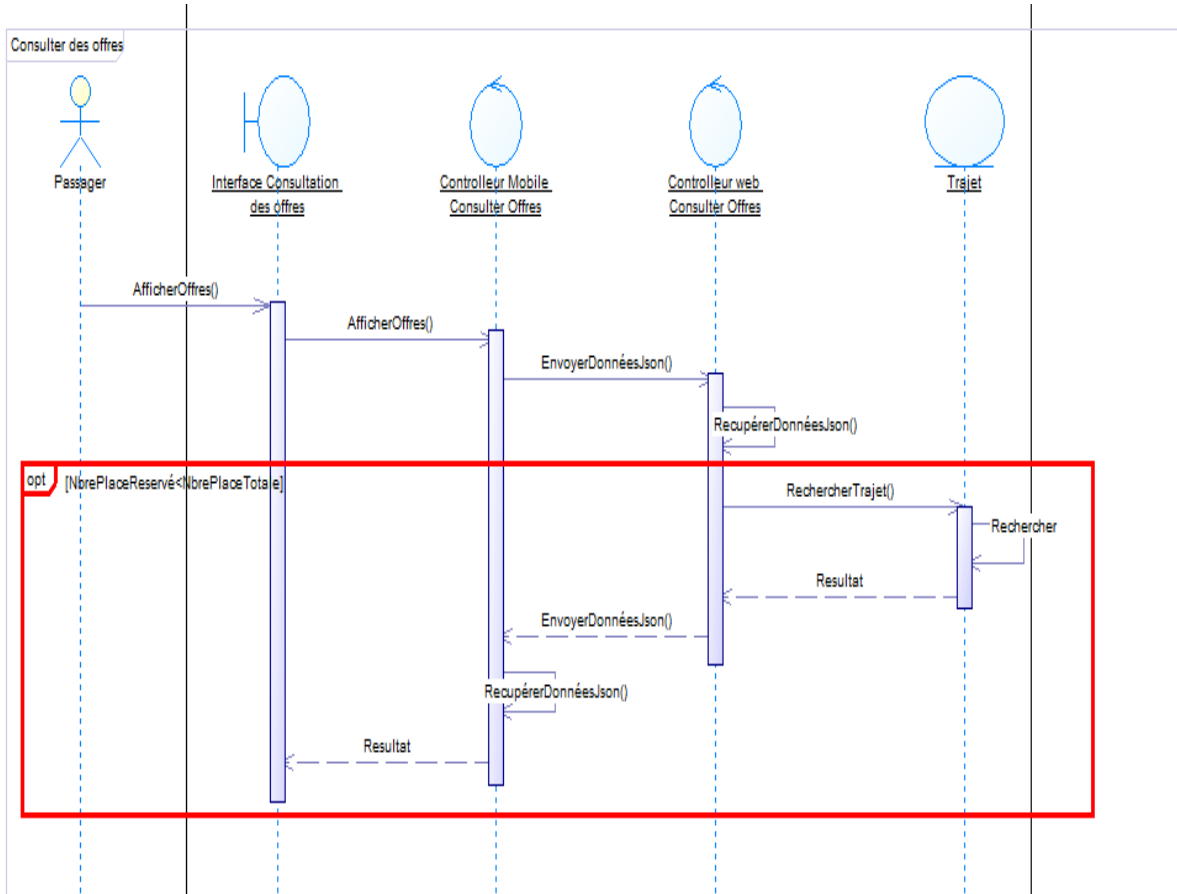 Consulter des offres
Passager
Interface Consultation
des offres
Controlleur Mobile
Consulter Offres
Controlleur web
Consulter Offres
Trajet
AfficherOffres()
AfficherOffres()
EnvoyerDonnéesJson()
RecupérerDonnéesJson()
opt
[NbrePlaceReservé<NbrePlaceTotale]
RechercherTrajet()
Rechercher
Resultat
EnvoyerDonnéesJson()
RecupérerDonnéesJson()
Resultat